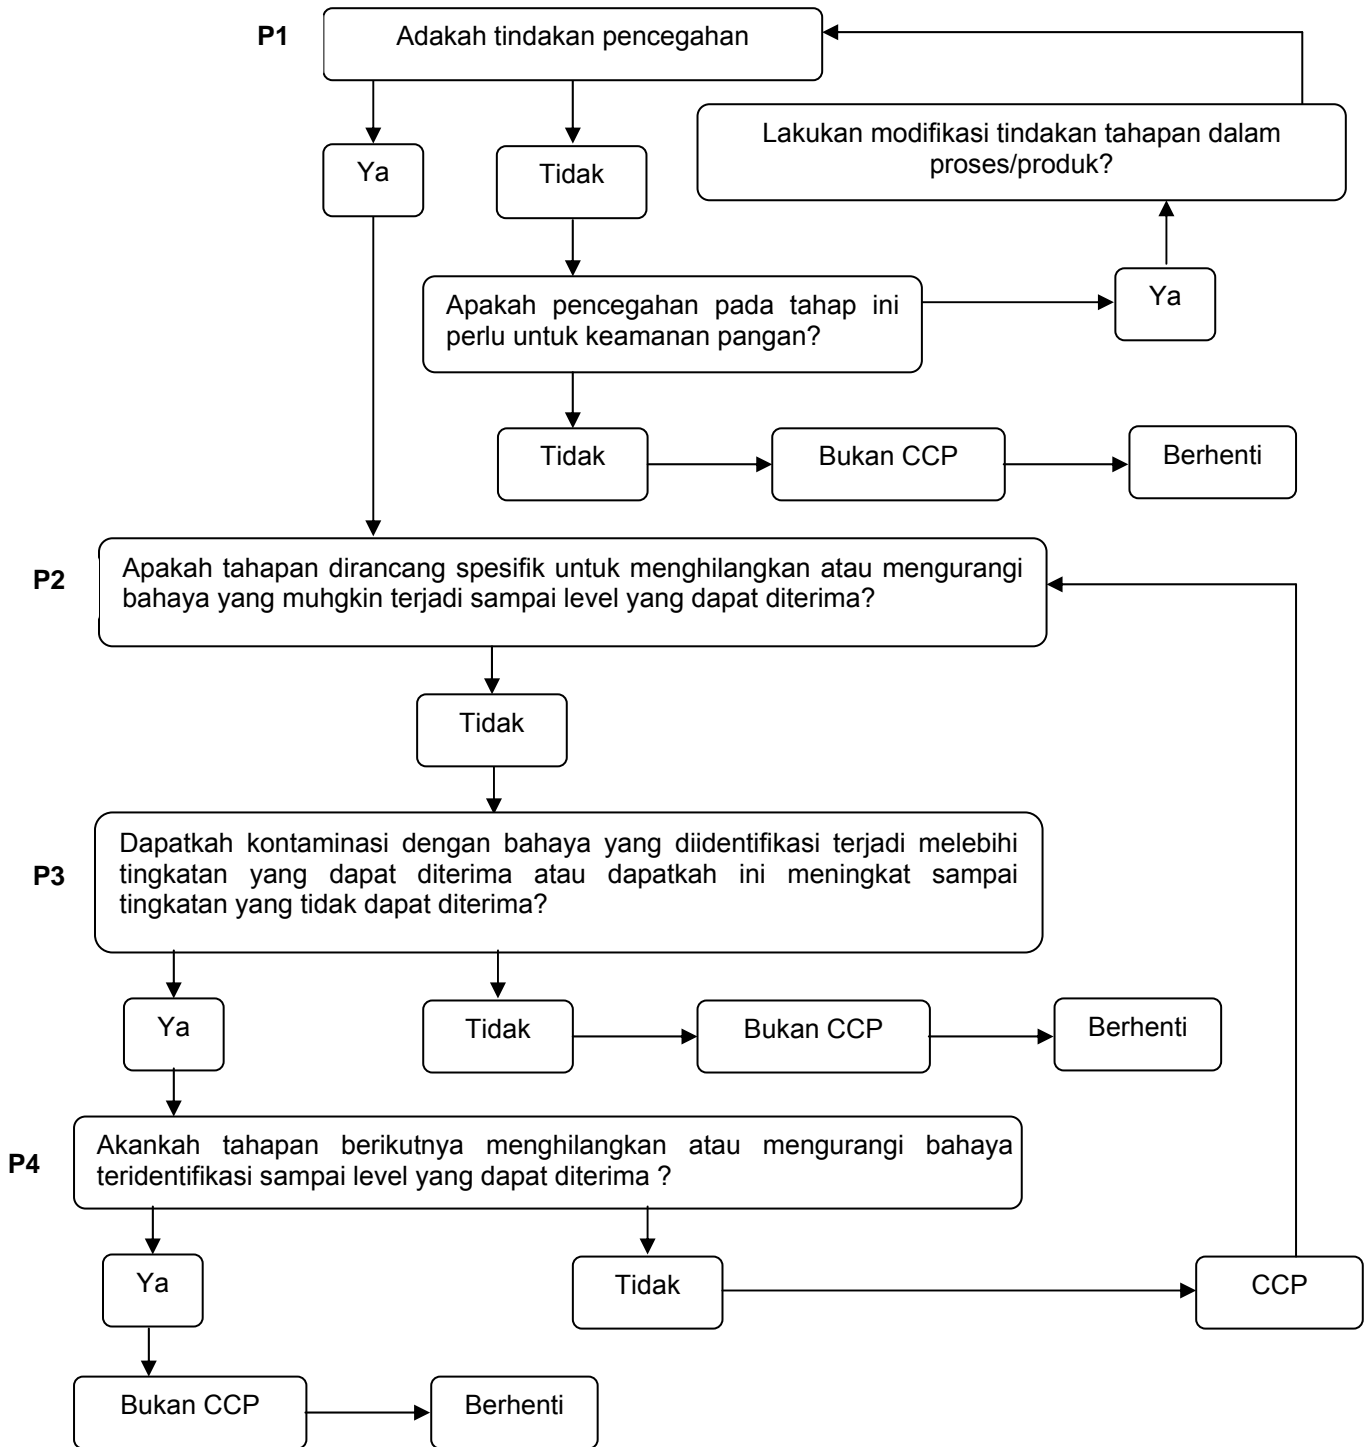 P1
Adakah tindakan pencegahan
Lakukan modifikasi tindakan tahapan dalam
proses/produk?
Ya
Tidak
Apakah pencegahan pada tahap ini
perlu untuk keamanan pangan?
Ya
Tidak
Bukan CCP
Berhenti
P2
Apakah tahapan dirancang spesifik untuk menghilangkan atau mengurangi
bahaya yang muhgkin terjadi sampai level yang dapat diterima?
Tidak
P3
Dapatkah kontaminasi dengan bahaya yang diidentifikasi terjadi melebihi
tingkatan yang dapat diterima atau dapatkah ini meningkat sampai
tingkatan yang tidak dapat diterima?
Ya
Tidak
Bukan CCP
Berhenti
P4
Akankah tahapan berikutnya menghilangkan atau mengurangi bahaya
teridentifikasi sampai level yang dapat diterima ?
Ya
Tidak
CCP
Bukan CCP
Berhenti